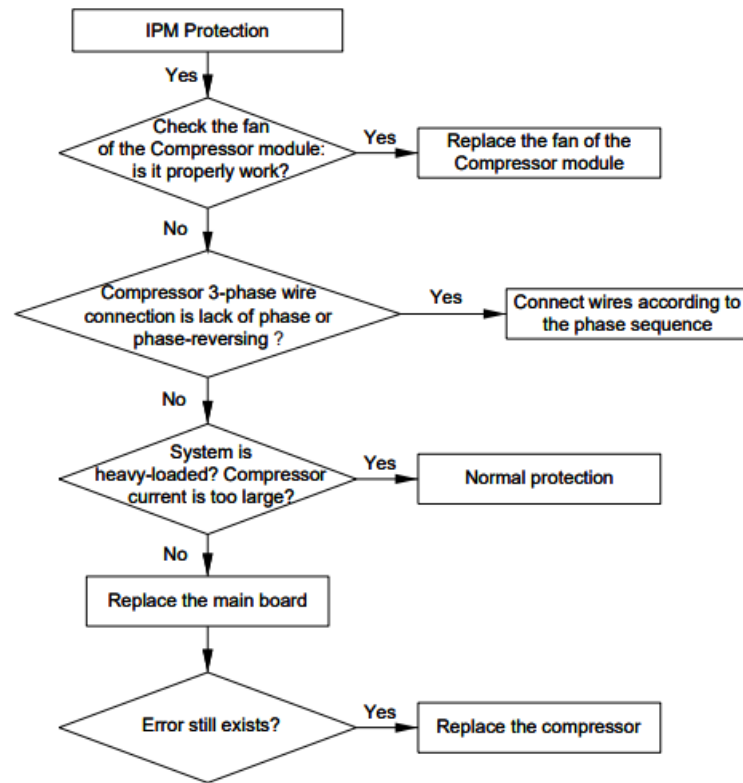 IPM Protection
Yes
Check the fan
of the Compressor module:
is it properly work?
Yes
Replace the fan of the
Compressor module
No
Compressor 3-phase wire
connection is lack of phase or
phase-reversing ?
Yes
Connect wires according to
the phase sequence
No
System is
heavy-loaded? Compressor
current is too large?
Yes
Normal protection
No
Replace the main board
Error still exists?
Yes
Replace the compressor